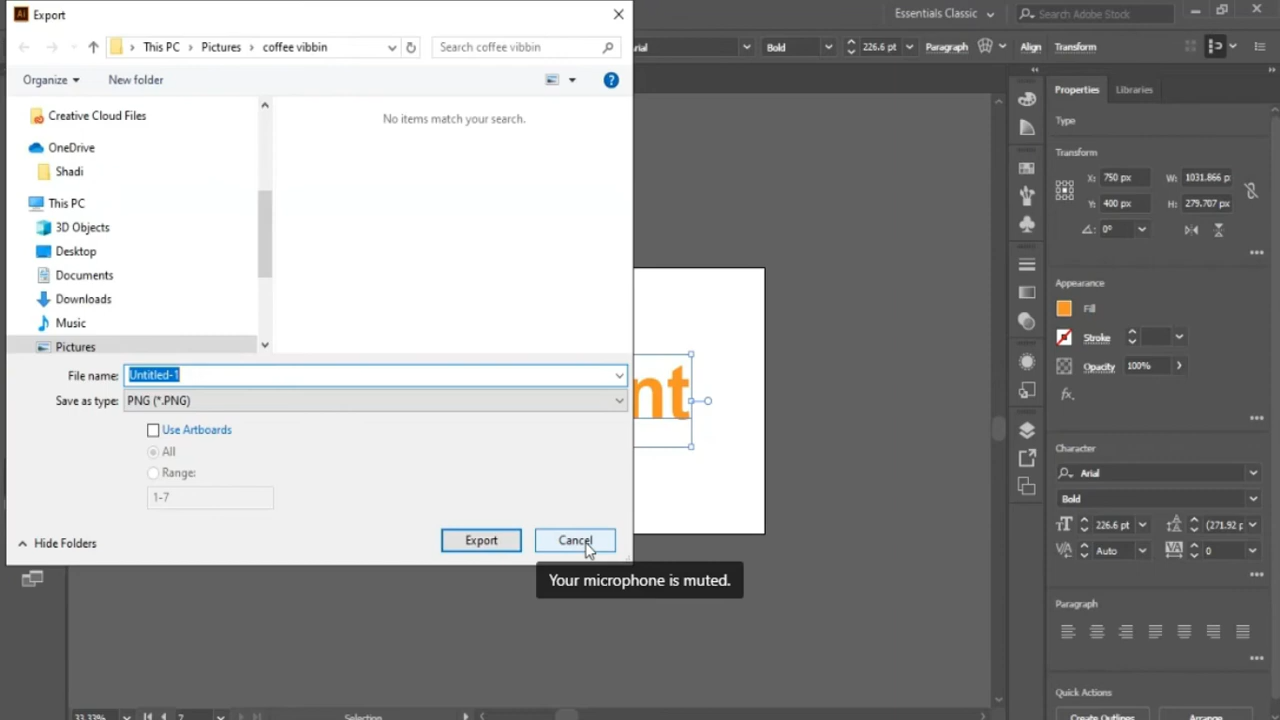 Ai Export
This PC > Pictures > coffee vibbin
Search coffee vibbin
Essentials Classic
Search Adobe Stock
Bold
226.6 pt
Paragraph
Align
Transform
Organize
New folder
Creative Cloud Files
OneDrive
Shadi
This PC
3D Objects
Desktop
Documents
Downloads
Music
Pictures
No items match your search.
File name: Untitled-1
Save as type: PNG (*.PNG)
Use Artboards
All
Range:
1-7
Hide Folders
Export
Cancel
Your microphone is muted.
nt
Properties
Libraries
Type
Transform
X: 750 px W: 1031.866 p
Y: 400 px H: 279.707 px
0°
Appearance
Fill
Stroke
Opacity 100%
fx.
Character
Arial
Bold
226.6 pt (271.92 p
Auto 0
Paragraph
Quick Actions
Create Outlines
Arrange
33.33%
7
Selection